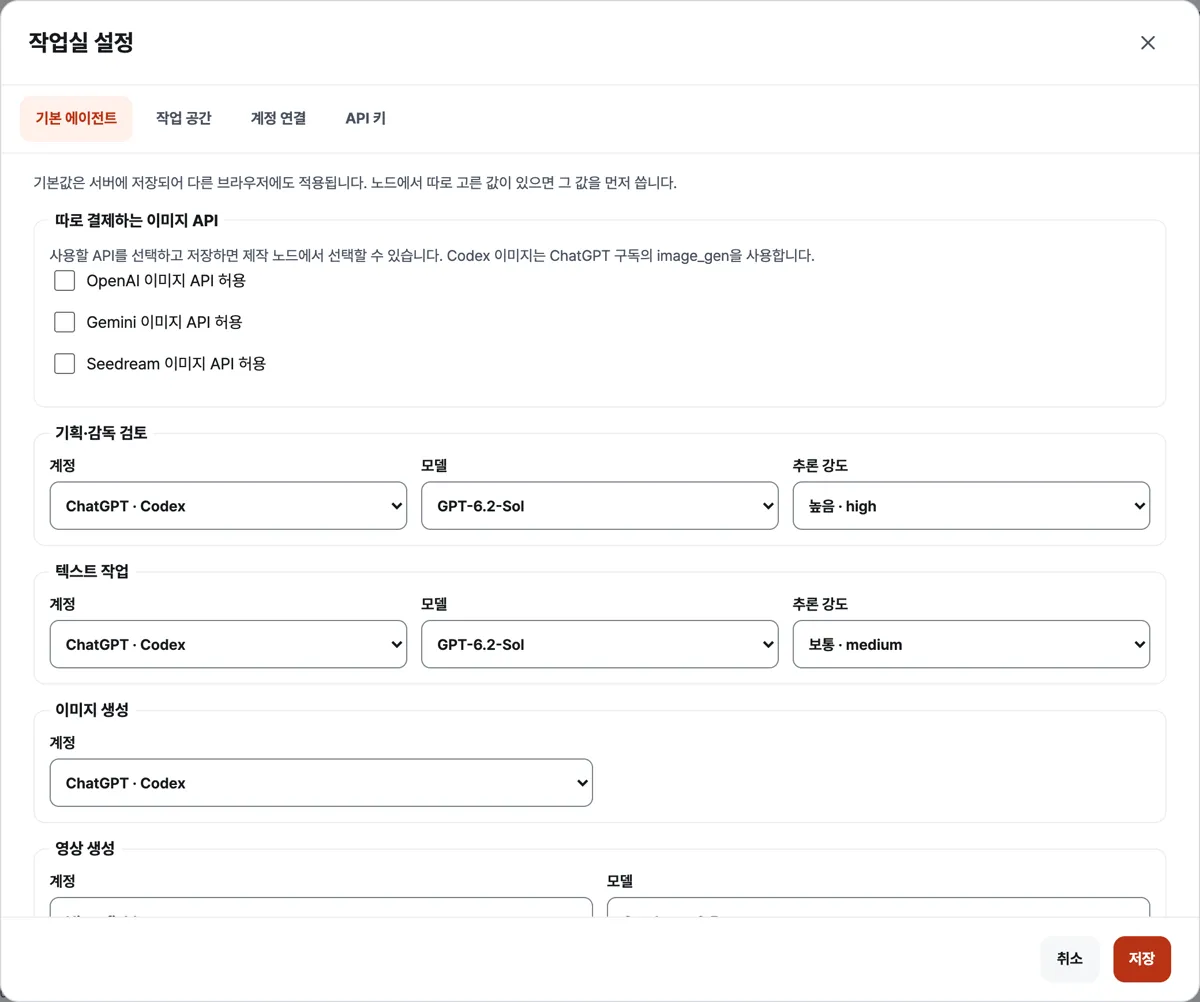 작업실 설정
기본 에이전트
작업 공간
계정 연결
API 키
기본값은 서버에 저장되어 다른 브라우저에도 적용됩니다. 노드에서 따로 고른 값이 있으면 그 값을 먼저 씁니다.
따로 결제하는 이미지 API
사용할 API를 선택하고 저장하면 제작 노드에서 선택할 수 있습니다. Codex 이미지는 ChatGPT 구독의 image_gen을 사용합니다.
OpenAI 이미지 API 허용
Gemini 이미지 API 허용
Seedream 이미지 API 허용
기획·감독 검토
계정
모델
추론 강도
ChatGPT · Codex
GPT-6.2-Sol
높음 · high
텍스트 작업
계정
모델
추론 강도
ChatGPT · Codex
GPT-6.2-Sol
보통 · medium
이미지 생성
계정
ChatGPT · Codex
영상 생성
계정
모델
취소
저장